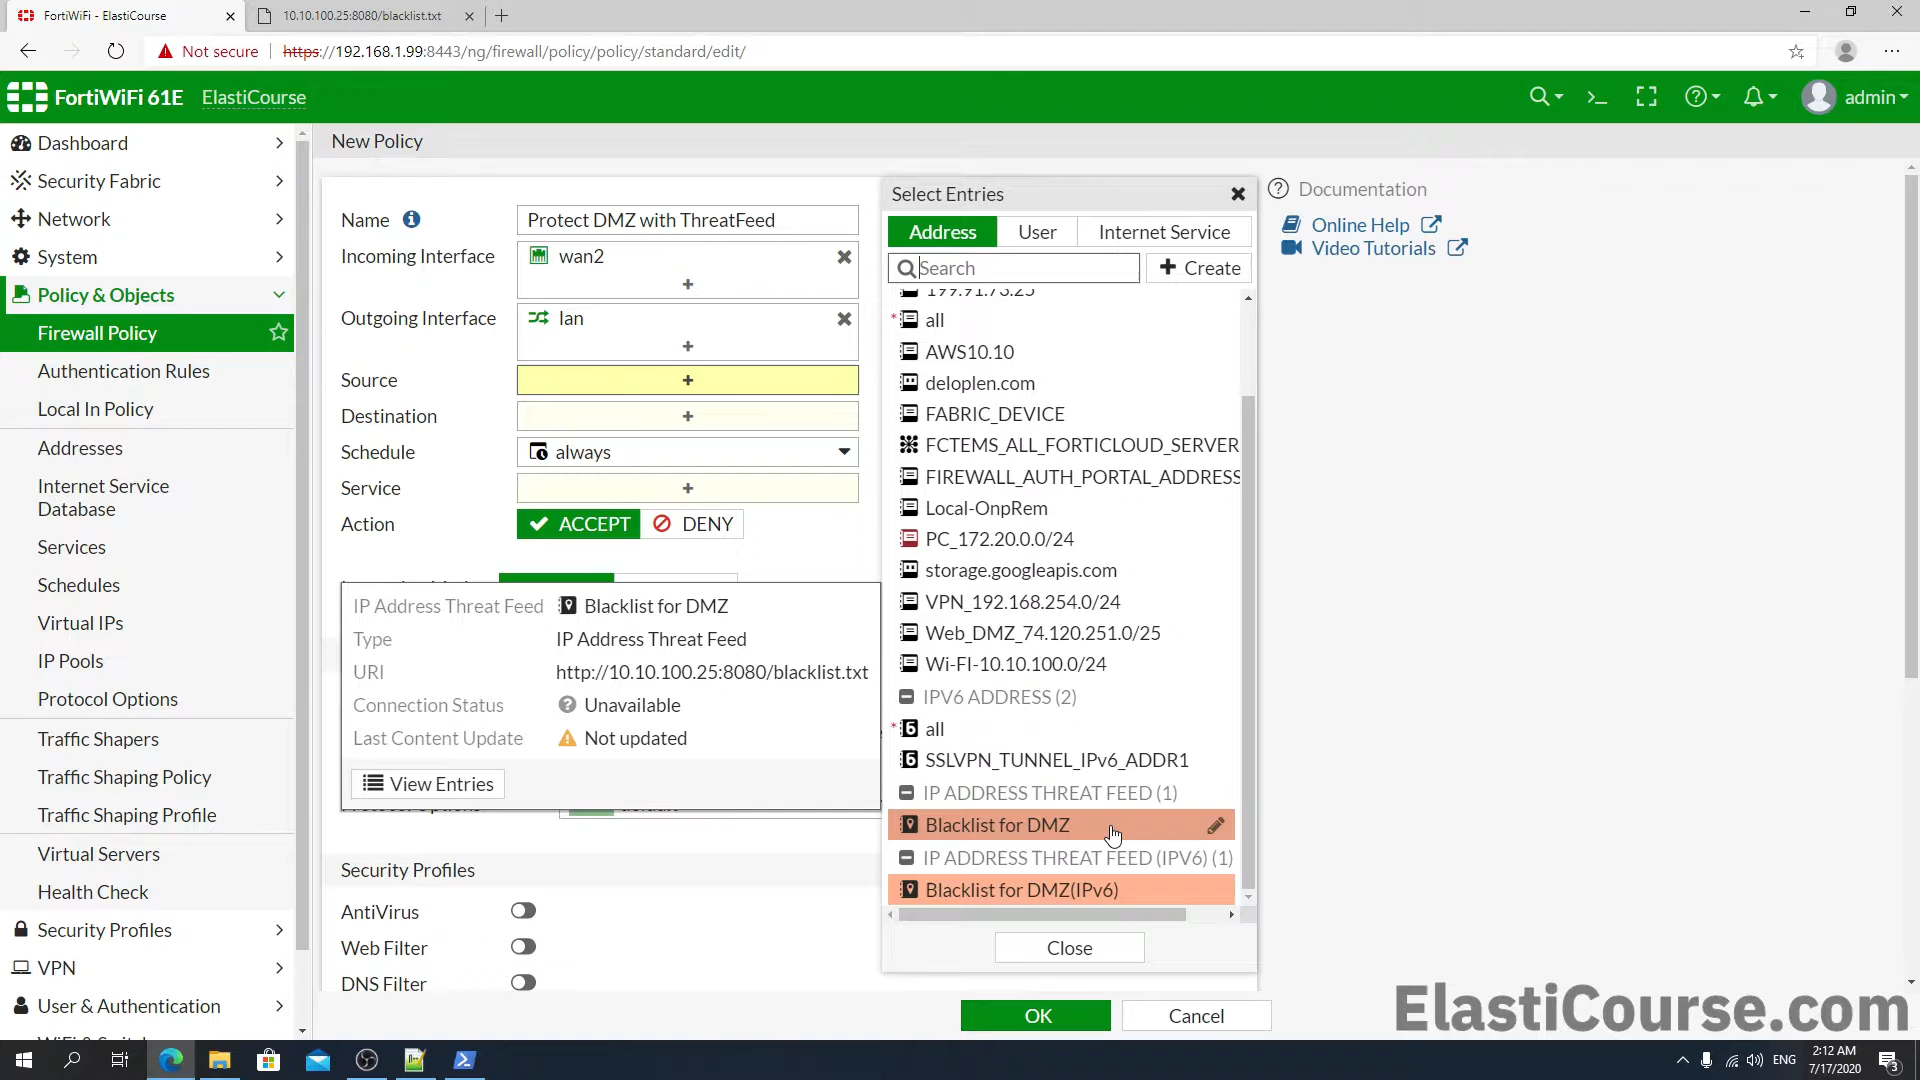 FortiWiFi - ElastiCourse
10.10.100.25:8080/blacklist.txt
Not secure
https://192.168.1.99:8443/ng/firewall/policy/policy/standard/edit/
FortiWiFi 61E
ElastiCourse
admin
Dashboard
Security Fabric
Network
System
Policy & Objects
Firewall Policy
Authentication Rules
Local In Policy
Addresses
Internet Service
Database
Services
Schedules
Virtual IPs
IP Pools
Protocol Options
Traffic Shapers
Traffic Shaping Policy
Traffic Shaping Profile
Virtual Servers
Health Check
Security Profiles
VPN
User & Authentication
New Policy
Name
Protect DMZ with ThreatFeed
Incoming Interface
wan2
Outgoing Interface
lan
Source
Destination
Schedule
always
Service
Action
ACCEPT
DENY
IP Address Threat Feed
Blacklist for DMZ
Type
IP Address Threat Feed
URI
http://10.10.100.25:8080/blacklist.txt
Connection Status
Unavailable
Last Content Update
Not updated
View Entries
Security Profiles
AntiVirus
Web Filter
DNS Filter
Select Entries
Address
User
Internet Service
Search
Create
199.91.73.25
all
AWS10.10
deloplen.com
FABRIC_DEVICE
FCTEMS_ALL_FORTICLOUD_SERVER
FIREWALL_AUTH_PORTAL_ADDRESS
Local-OnpRem
PC_172.20.0.0/24
storage.googleapis.com
VPN_192.168.254.0/24
Web_DMZ_74.120.251.0/25
Wi-FI-10.10.100.0/24
IPV6 ADDRESS (2)
all
SSLVPN_TUNNEL_IPv6_ADDR1
IP ADDRESS THREAT FEED (1)
Blacklist for DMZ
IP ADDRESS THREAT FEED (IPV6) (1)
Blacklist for DMZ(IPv6)
Close
OK
Cancel
Documentation
Online Help
Video Tutorials
ElastiCourse.com
ENG
2:12 AM
7/17/2020
3